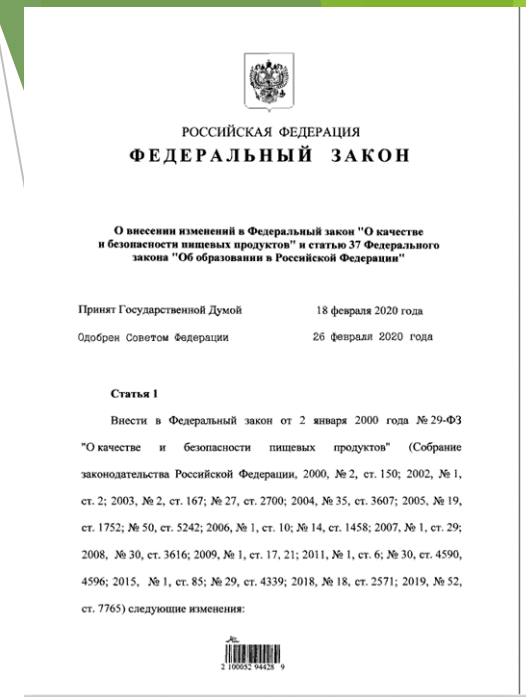 РОССИЙСКАЯ ФЕДЕРАЦИЯ
ФЕДЕРАЛЬНЫЙ ЗАКОН
О внесении изменений в Федеральный закон "О качестве
и безопасности пищевых продуктов" и статью 37 Федерального
закона "Об образовании в Российской Федерации"
Принят Государственной Думой 18 февраля 2020 года
Одобрен Советом Федерации 26 февраля 2020 года
Статья 1
Внести в Федеральный закон от 2 января 2000 года № 29-ФЗ
"О качестве и безопасности пищевых продуктов" (Собрание
законодательства Российской Федерации, 2000, № 2, ст. 150; 2002, № 1,
ст. 2; 2003, № 2, ст. 167; № 27, ст. 2700; 2004, № 35, ст. 3607; 2005, № 19,
ст. 1752; № 50, ст. 5242; 2006, № 1, ст. 10; № 14, ст. 1458; 2007, № 1, ст. 29;
2008, № 30, ст. 3616; 2009, № 1, ст. 17, 21; 2011, № 1, ст. 6; № 30, ст. 4590,
4596; 2015, № 1, ст. 85; № 29, ст. 4339; 2018, № 18, ст. 2571; 2019, № 52,
ст. 7765) следующие изменения:
2 100052 94428 9